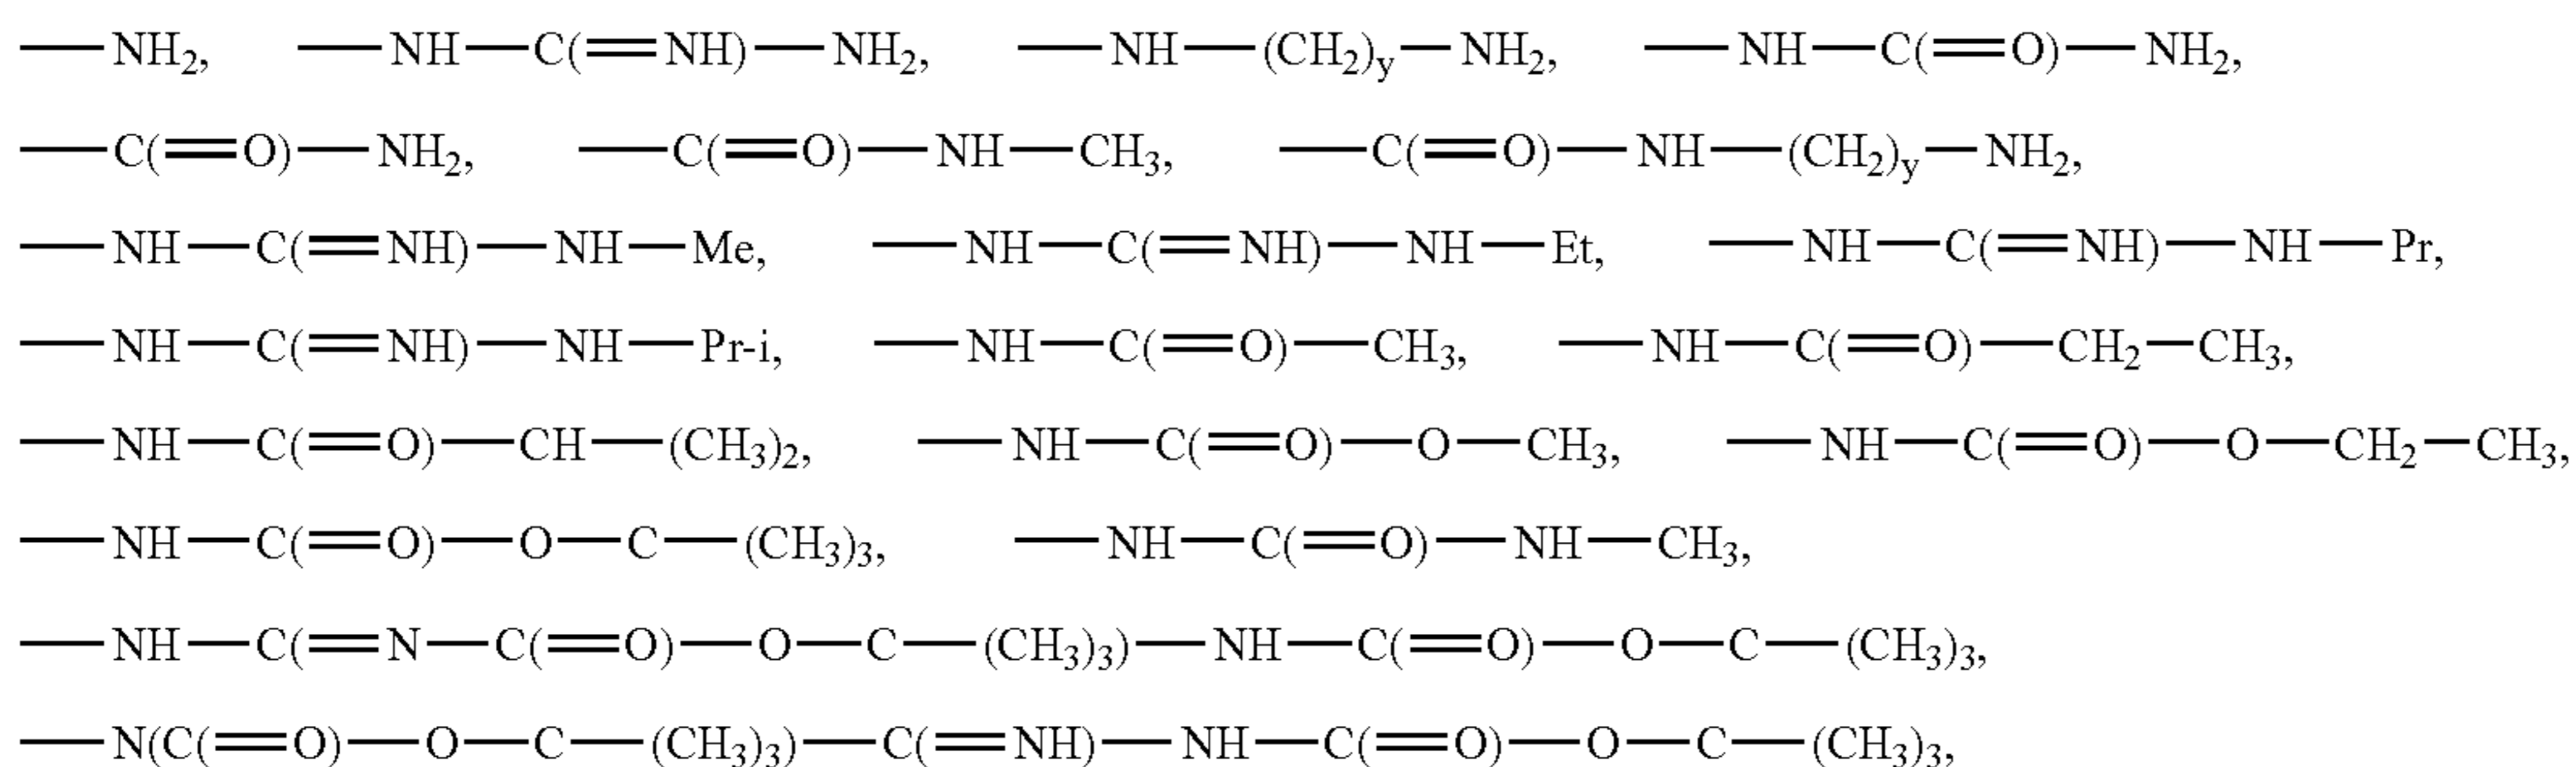 —NH₂, —NH—C(═NH)—NH₂, —NH—(CH₂)ᵧ—NH₂, —NH—C(═O)—NH₂,
—C(═O)—NH₂, —C(═O)—NH—CH₃, —C(═O)—NH—(CH₂)ᵧ—NH₂,
—NH—C(═NH)—NH—Me, —NH—C(═NH)—NH—Et, —NH—C(═NH)—NH—Pr,
—NH—C(═NH)—NH—Pr-i, —NH—C(═O)—CH₃, —NH—C(═O)—CH₂—CH₃,
—NH—C(═O)—CH—(CH₃)₂, —NH—C(═O)—O—CH₃, —NH—C(═O)—O—CH₂—CH₃,
—NH—C(═O)—O—C—(CH₃)₃, —NH—C(═O)—NH—CH₃,
—NH—C(═N—C(═O)—O—C—(CH₃)₃)—NH—C(═O)—O—C—(CH₃)₃,
—N(C(═O)—O—C—(CH₃)₃)—C(═NH)—NH—C(═O)—O—C—(CH₃)₃,